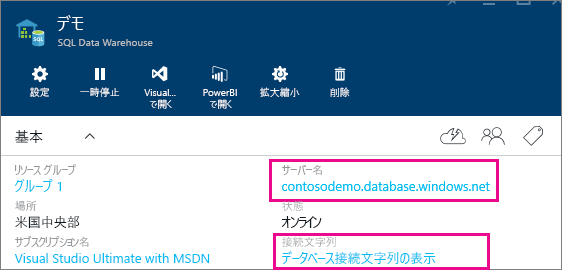 デモ
SQL Data Warehouse
SQL
設定
一時停止
Visual...
で開く
PowerBI
で開く
拡大縮小
削除
基本
リソース グループ
グループ 1
サーバー名
contosodemo.database.windows.net
場所
米国中央部
状態
オンライン
サブスクリプション名
Visual Studio Ultimate with MSDN
接続文字列
データベース接続文字列の表示